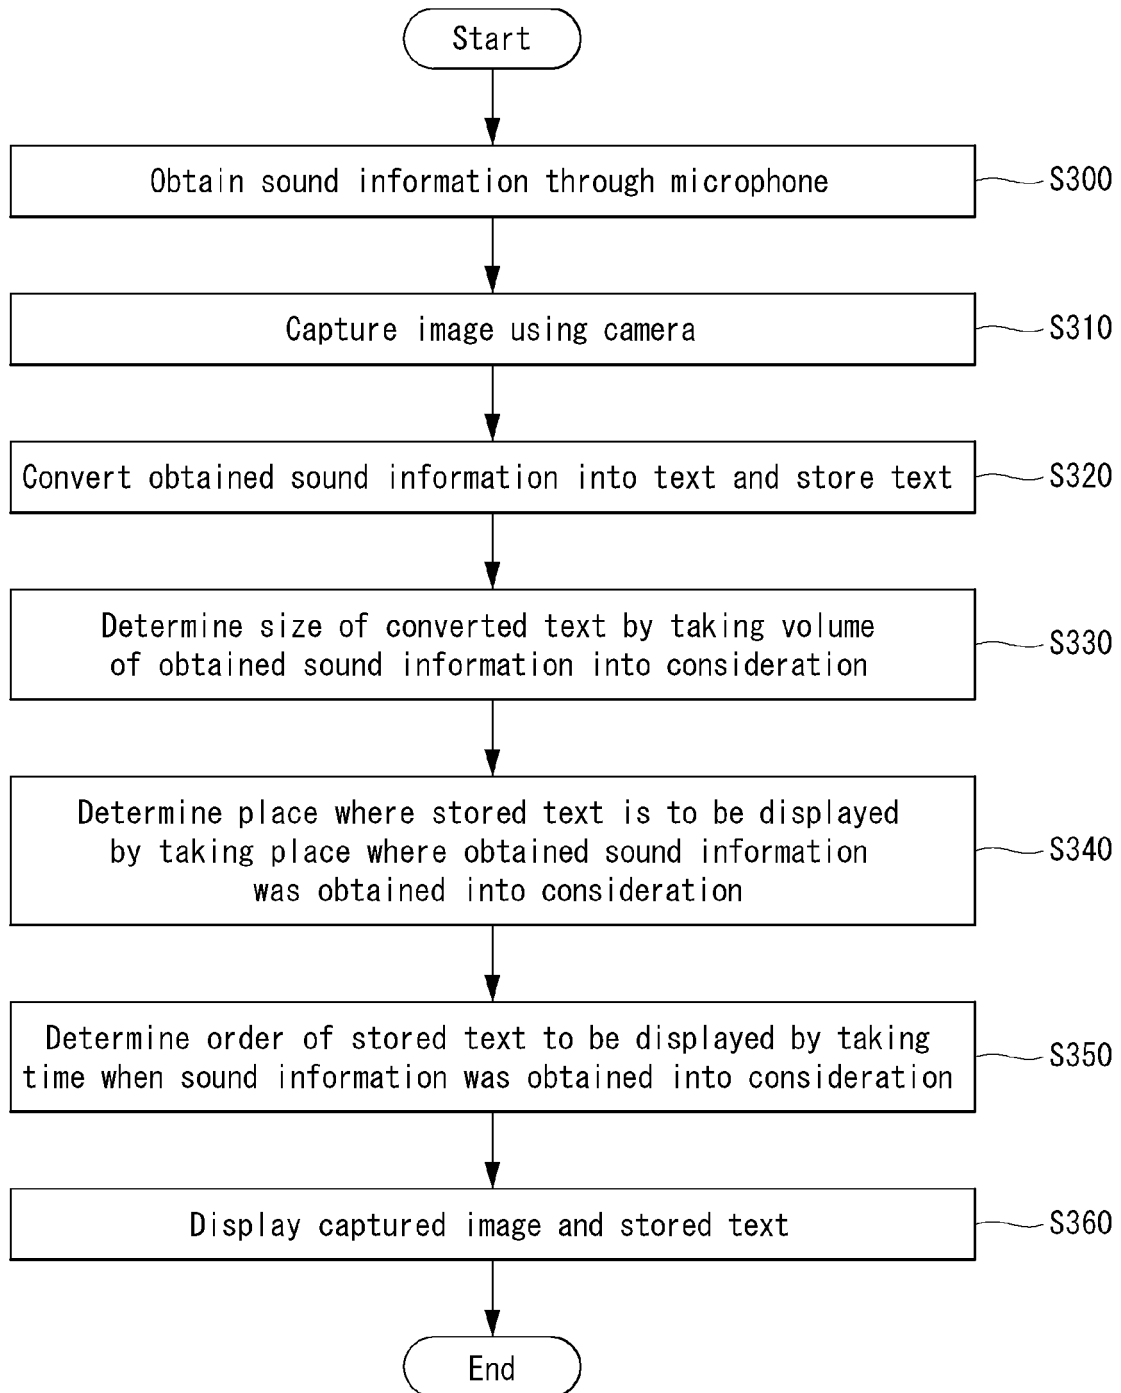 Start
Obtain sound information through microphone
S300
Capture image using camera
S310
Convert obtained sound information into text and store text
S320
Determine size of converted text by taking volume
of obtained sound information into consideration
S330
Determine place where stored text is to be displayed
by taking place where obtained sound information
was obtained into consideration
S340
Determine order of stored text to be displayed by taking
time when sound information was obtained into consideration
S350
Display captured image and stored text
S360
End